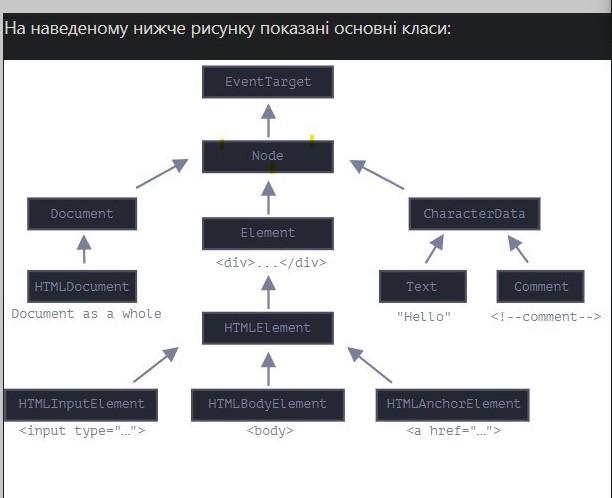 На наведеному нижче рисунку показані основні класи:
EventTarget
Node
Document
Element
CharacterData
<div>...</div>
HTMLDocument
Text
Comment
Document as a whole
"Hello"
<!--comment-->
HTMLElement
HTMLInputElement
HTMLBodyElement
HTMLAnchorElement
<input type="…">
<body>
<a href="…">